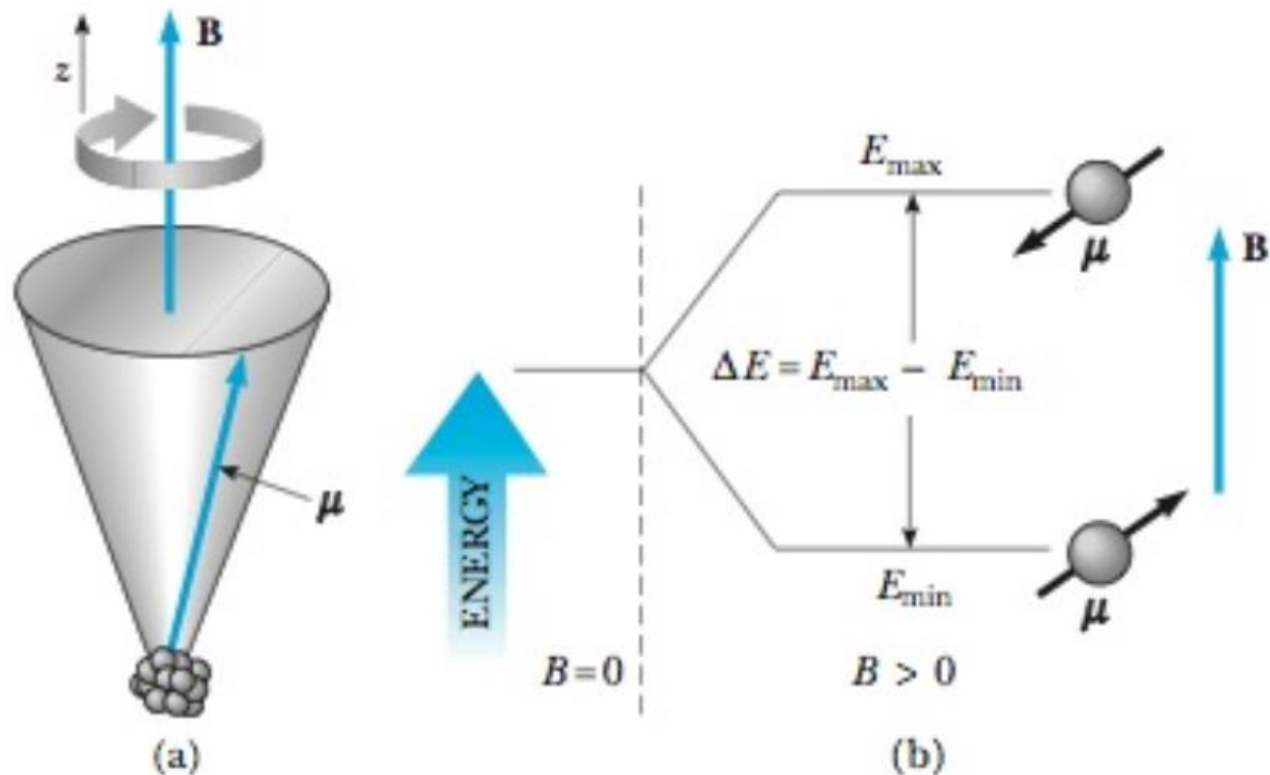 z
B
μ
(a)
ENERGY
B = 0
E_max
ΔE = E_max − E_min
E_min
B > 0
μ
B
μ
(b)